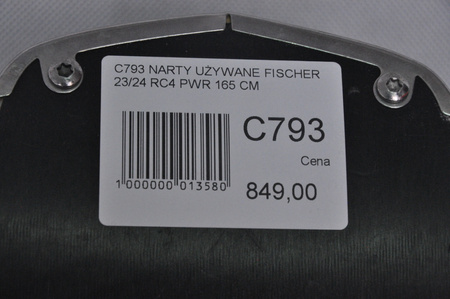 C793 NARTY UŻYWANE FISCHER
23/24 RC4 PWR 165 CM
C793
Cena
1 000000 013580
849,00